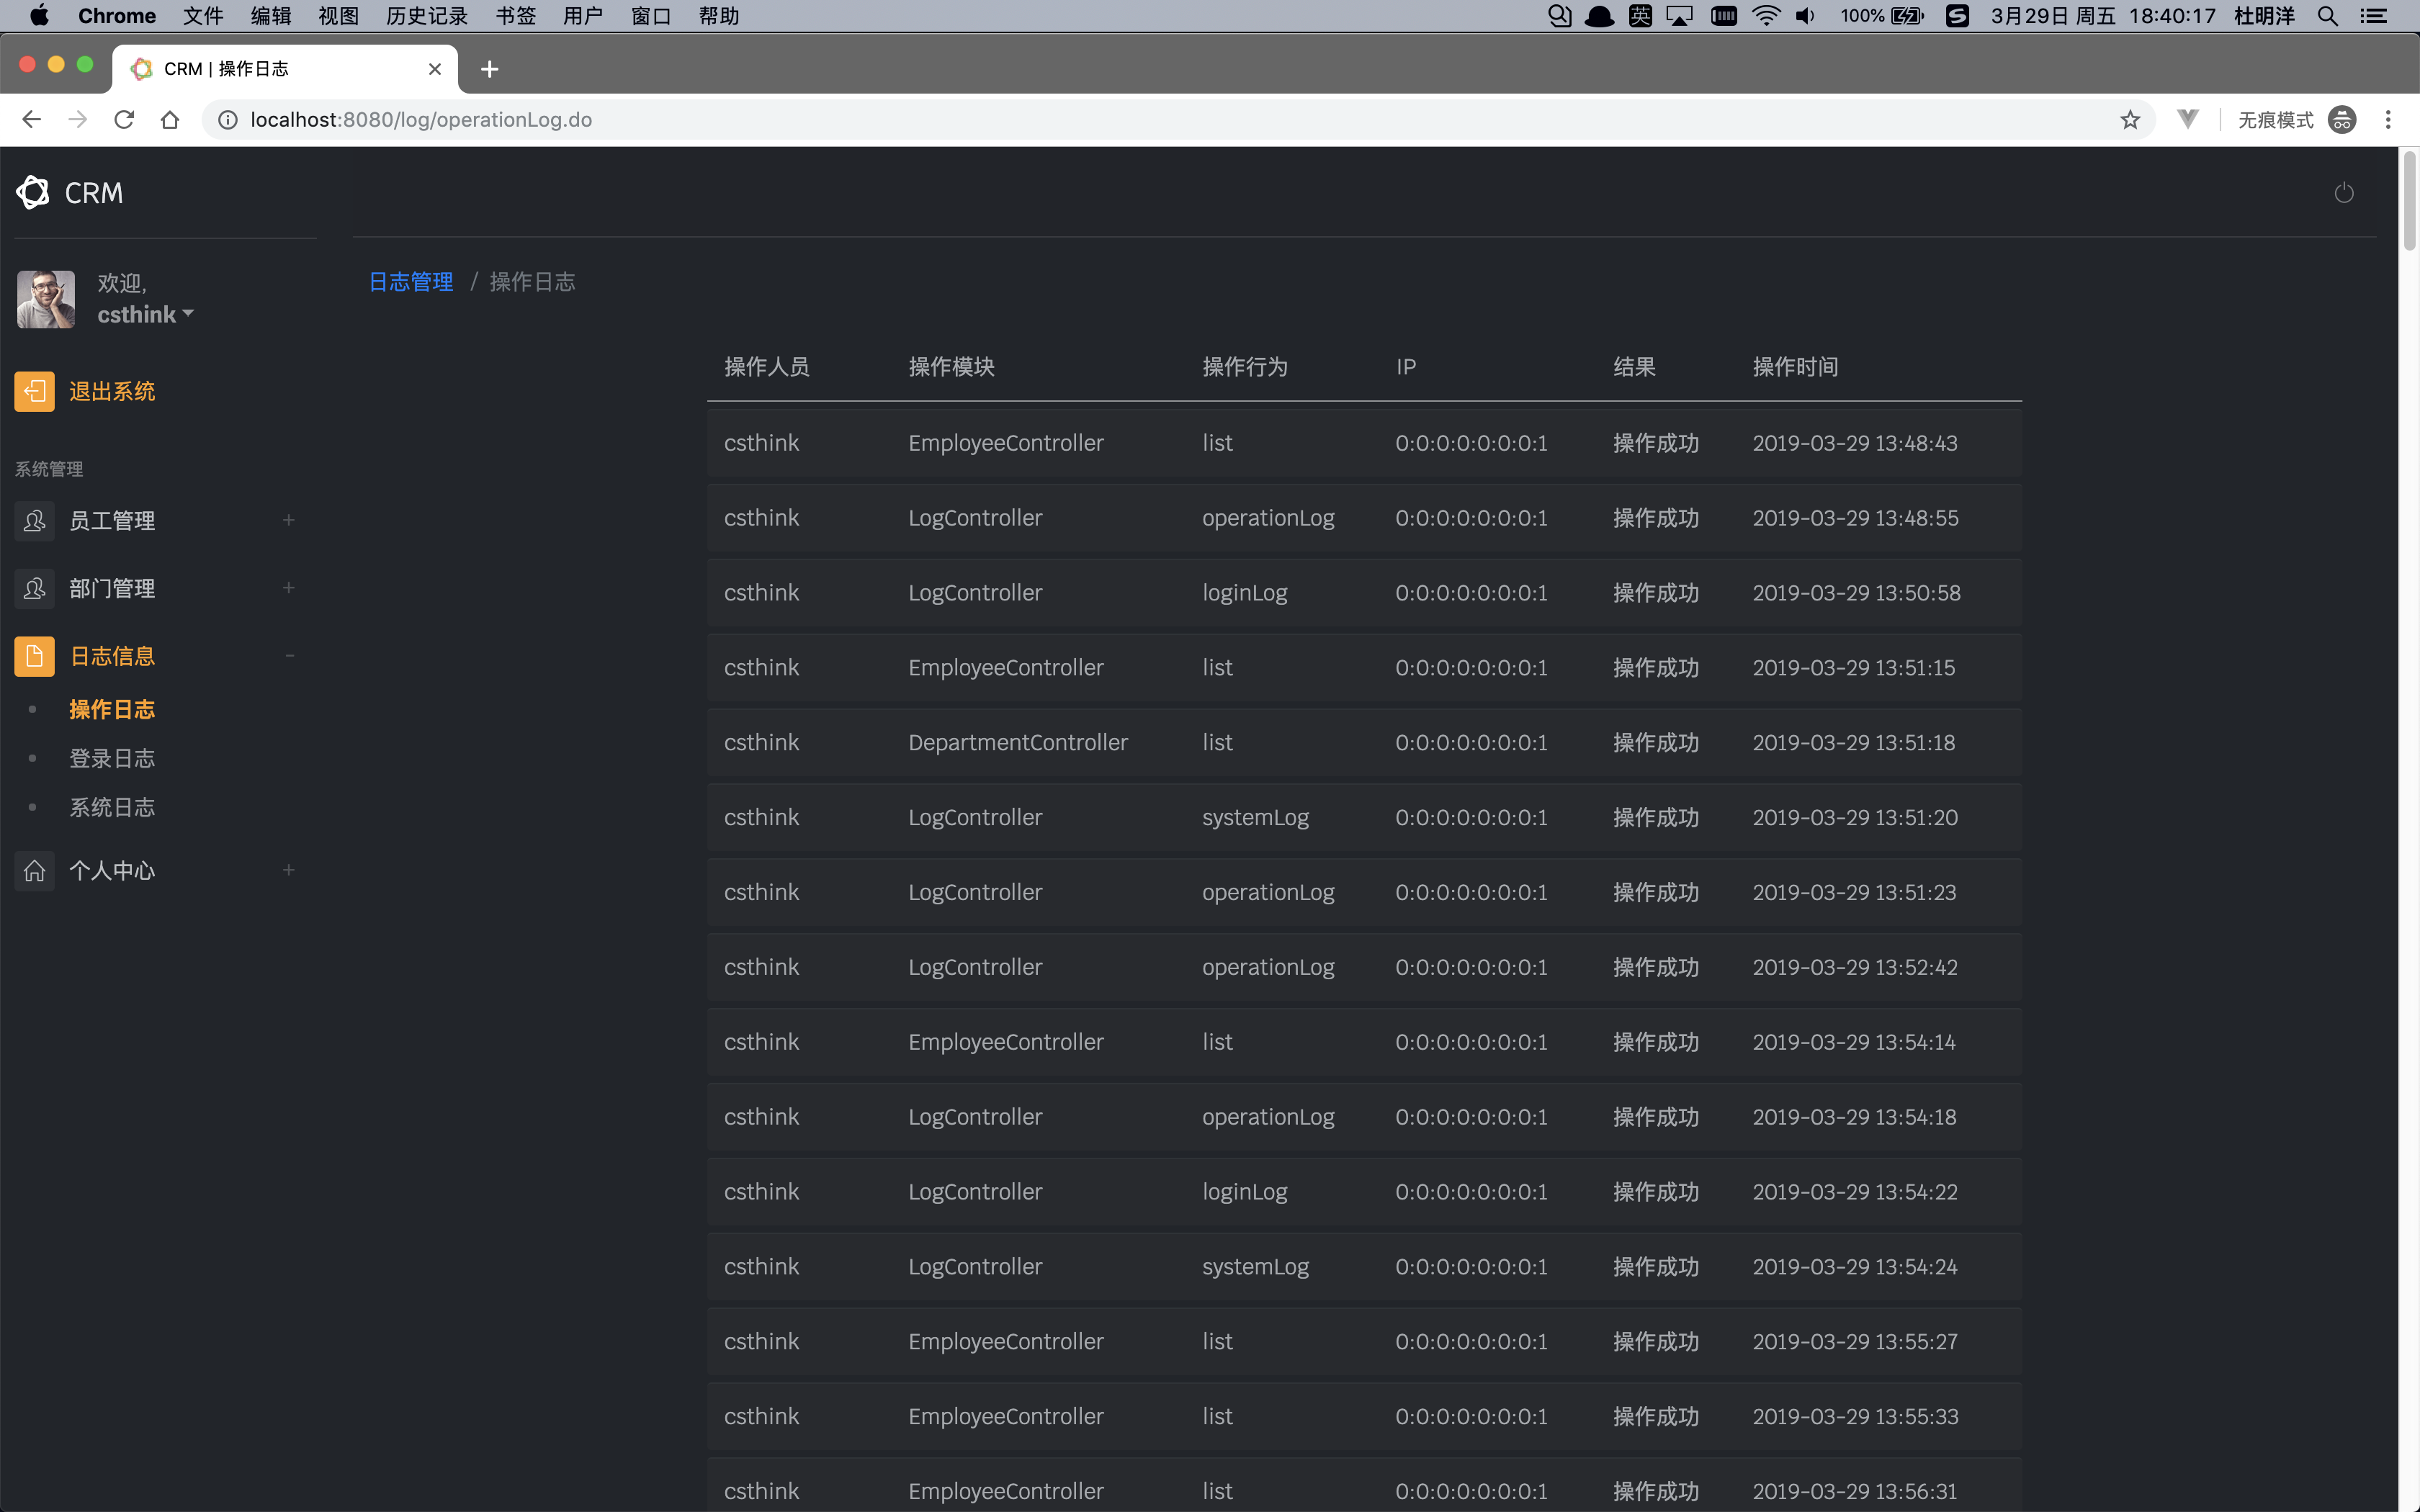 Chrome 文件 编辑 视图 历史记录 书签 用户 窗口 帮助 英 100% 3月29日 周五 18:40:17 杜明洋
CRM | 操作日志
localhost:8080/log/operationLog.do 无痕模式
CRM
欢迎,
csthink
退出系统
系统管理
员工管理 +
部门管理 +
日志信息 -
操作日志
登录日志
系统日志
个人中心 +
日志管理 / 操作日志
操作人员 操作模块 操作行为 IP 结果 操作时间
csthink EmployeeController list 0:0:0:0:0:0:0:1 操作成功 2019-03-29 13:48:43
csthink LogController operationLog 0:0:0:0:0:0:0:1 操作成功 2019-03-29 13:48:55
csthink LogController loginLog 0:0:0:0:0:0:0:1 操作成功 2019-03-29 13:50:58
csthink EmployeeController list 0:0:0:0:0:0:0:1 操作成功 2019-03-29 13:51:15
csthink DepartmentController list 0:0:0:0:0:0:0:1 操作成功 2019-03-29 13:51:18
csthink LogController systemLog 0:0:0:0:0:0:0:1 操作成功 2019-03-29 13:51:20
csthink LogController operationLog 0:0:0:0:0:0:0:1 操作成功 2019-03-29 13:51:23
csthink LogController operationLog 0:0:0:0:0:0:0:1 操作成功 2019-03-29 13:52:42
csthink EmployeeController list 0:0:0:0:0:0:0:1 操作成功 2019-03-29 13:54:14
csthink LogController operationLog 0:0:0:0:0:0:0:1 操作成功 2019-03-29 13:54:18
csthink LogController loginLog 0:0:0:0:0:0:0:1 操作成功 2019-03-29 13:54:22
csthink LogController systemLog 0:0:0:0:0:0:0:1 操作成功 2019-03-29 13:54:24
csthink EmployeeController list 0:0:0:0:0:0:0:1 操作成功 2019-03-29 13:55:27
csthink EmployeeController list 0:0:0:0:0:0:0:1 操作成功 2019-03-29 13:55:33
csthink EmployeeController list 0:0:0:0:0:0:0:1 操作成功 2019-03-29 13:56:31